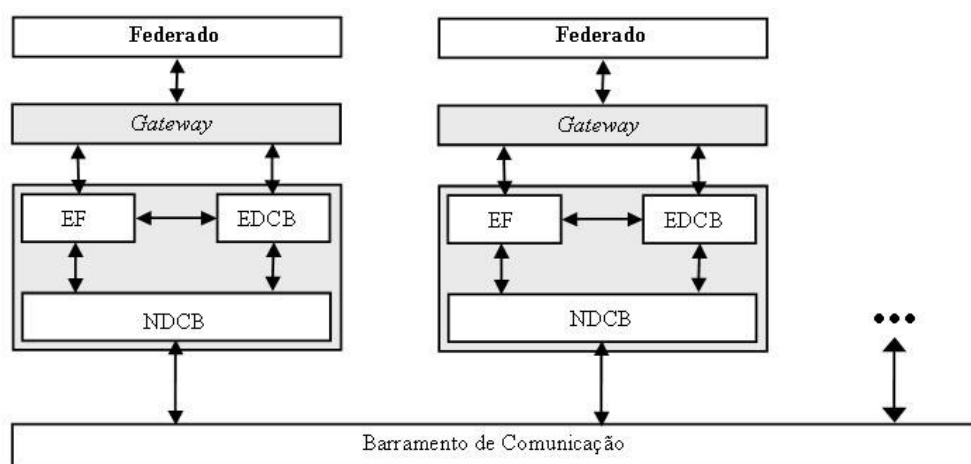 Federado
Federado
Gateway
Gateway
EF
EDCB
EF
EDCB
NDCB
NDCB
Barramento de Comunicação